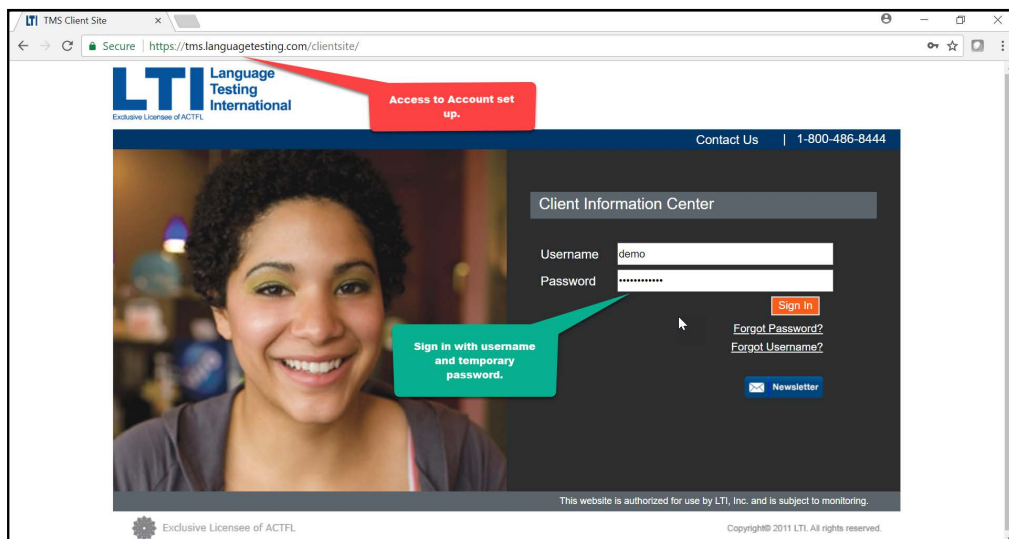 LTI TMS Client Site
Secure | https://tms.languagetesting.com/clientsite/
LTI Language
Testing
International
Exclusive Licensee of ACTFL
Access to Account set
up.
Contact Us | 1-800-486-8444
Client Information Center
Username demo
Password ••••••••••••
Sign In
Forgot Password?
Forgot Username?
Sign in with username
and temporary
password.
Newsletter
This website is authorized for use by LTI, Inc. and is subject to monitoring.
Exclusive Licensee of ACTFL
Copyright© 2011 LTI. All rights reserved.